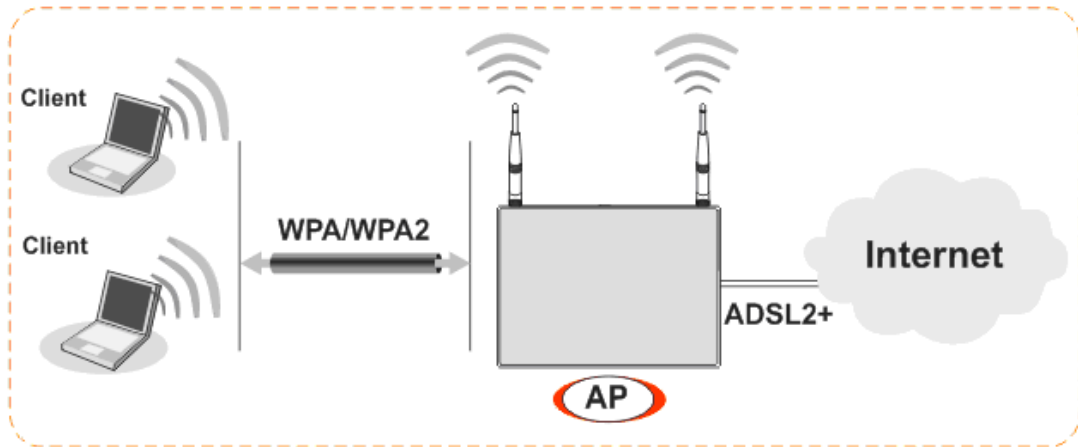 Client
Client
WPA/WPA2
Internet
ADSL2+
AP